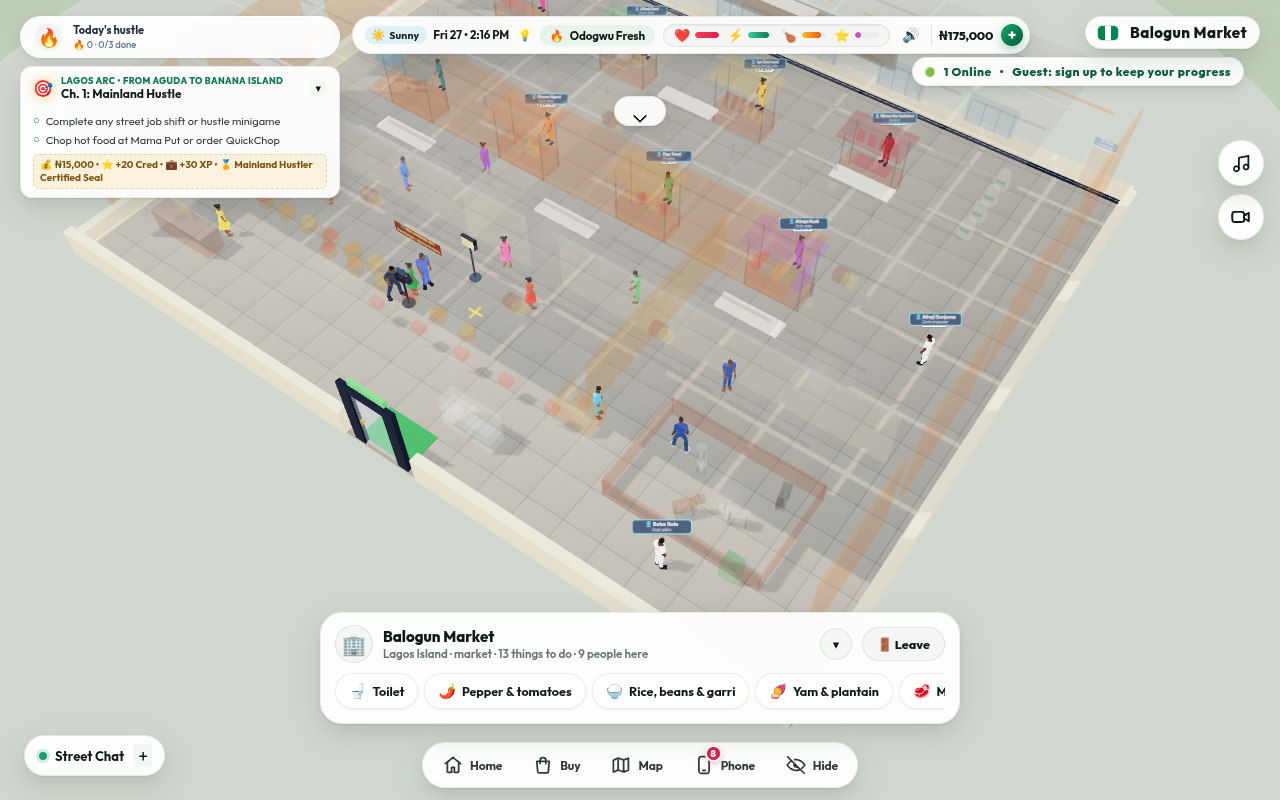 Today's hustle
🔥 0 · 0/3 done
Sunny
Fri 27 • 2:16 PM
Odogwu Fresh
₦175,000
+
Balogun Market
1 Online • Guest: sign up to keep your progress
LAGOS ARC • FROM AGUDA TO BANANA ISLAND
Ch. 1: Mainland Hustle
Complete any street job shift or hustle minigame
Chop hot food at Mama Put or order QuickChop
💰 ₦15,000 • ⭐ +20 Cred • 💼 +30 XP • 🏅 Mainland Hustler
Certified Seal
Alhaji Danjuma
Baba Sule
Balogun Market
Lagos Island · market · 13 things to do · 9 people here
Leave
Toilet
Pepper & tomatoes
Rice, beans & garri
Yam & plantain
M
Street Chat +
Home
Buy
Map
8
Phone
Hide